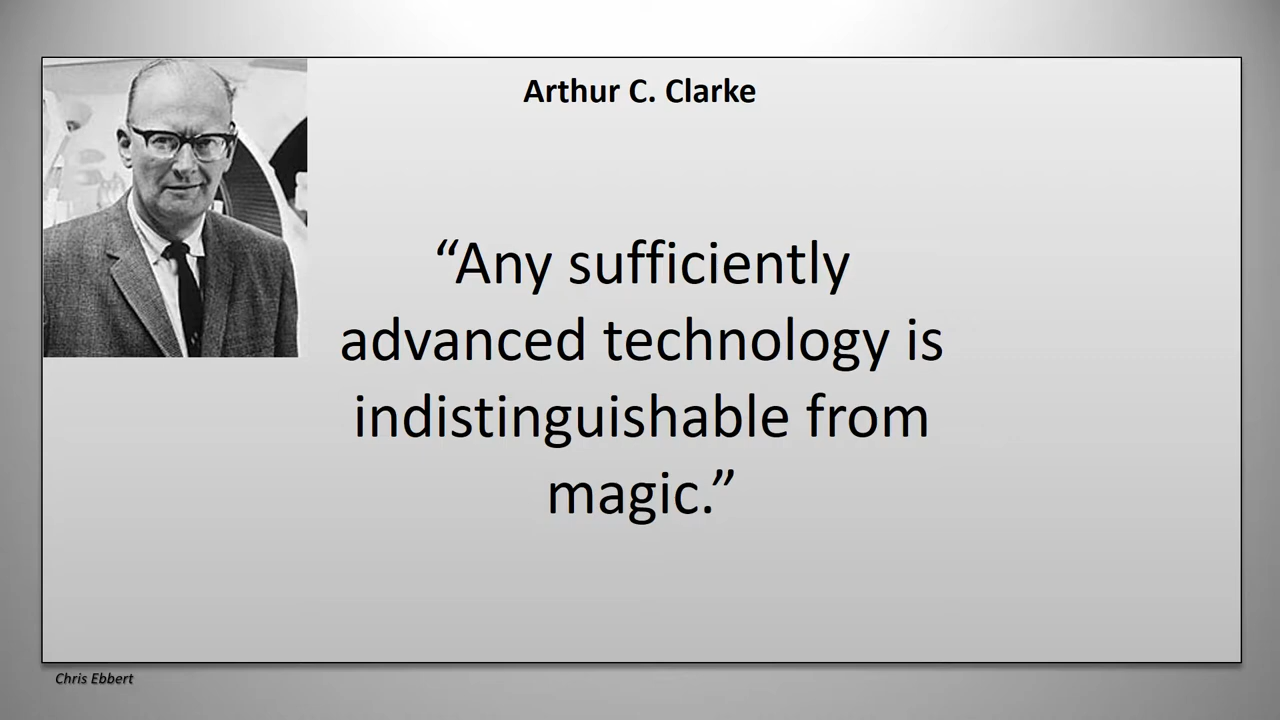 Arthur C. Clarke
“Any sufficiently
advanced technology is
indistinguishable from
magic.”
Chris Ebbert